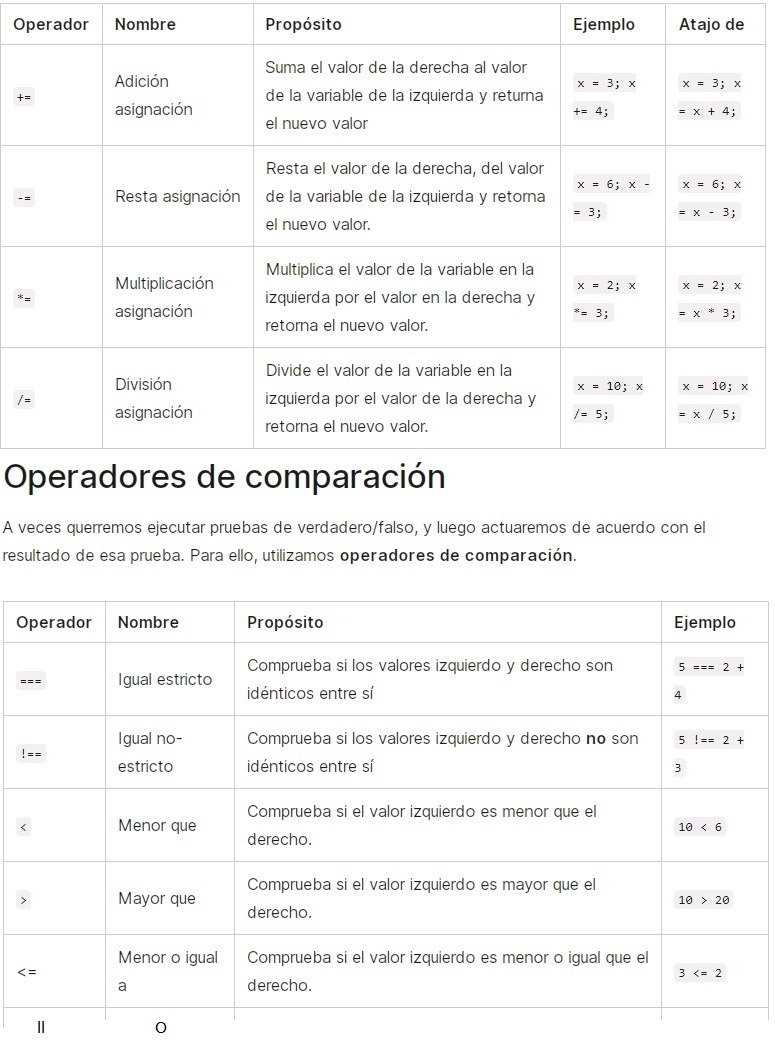 Operador Nombre Propósito Ejemplo Atajo de
+= Adición asignación Suma el valor de la derecha al valor de la variable de la izquierda y returna el nuevo valor x = 3; x += 4; x = 3; x = x + 4;
-= Resta asignación Resta el valor de la derecha, del valor de la variable de la izquierda y retorna el nuevo valor. x = 6; x -= 3; x = 6; x = x - 3;
*= Multiplicación asignación Multiplica el valor de la variable en la izquierda por el valor en la derecha y retorna el nuevo valor. x = 2; x *= 3; x = 2; x = x * 3;
/= División asignación Divide el valor de la variable en la izquierda por el valor de la derecha y retorna el nuevo valor. x = 10; x /= 5; x = 10; x = x / 5;
Operadores de comparación
A veces querremos ejecutar pruebas de verdadero/falso, y luego actuaremos de acuerdo con el
resultado de esa prueba. Para ello, utilizamos operadores de comparación.
Operador Nombre Propósito Ejemplo
=== Igual estricto Comprueba si los valores izquierdo y derecho son idénticos entre sí 5 === 2 + 4
!== Igual no-estricto Comprueba si los valores izquierdo y derecho no son idénticos entre sí 5 !== 2 + 3
< Menor que Comprueba si el valor izquierdo es menor que el derecho. 10 < 6
> Mayor que Comprueba si el valor izquierdo es mayor que el derecho. 10 > 20
<= Menor o igual a Comprueba si el valor izquierdo es menor o igual que el derecho. 3 <= 2
ll O